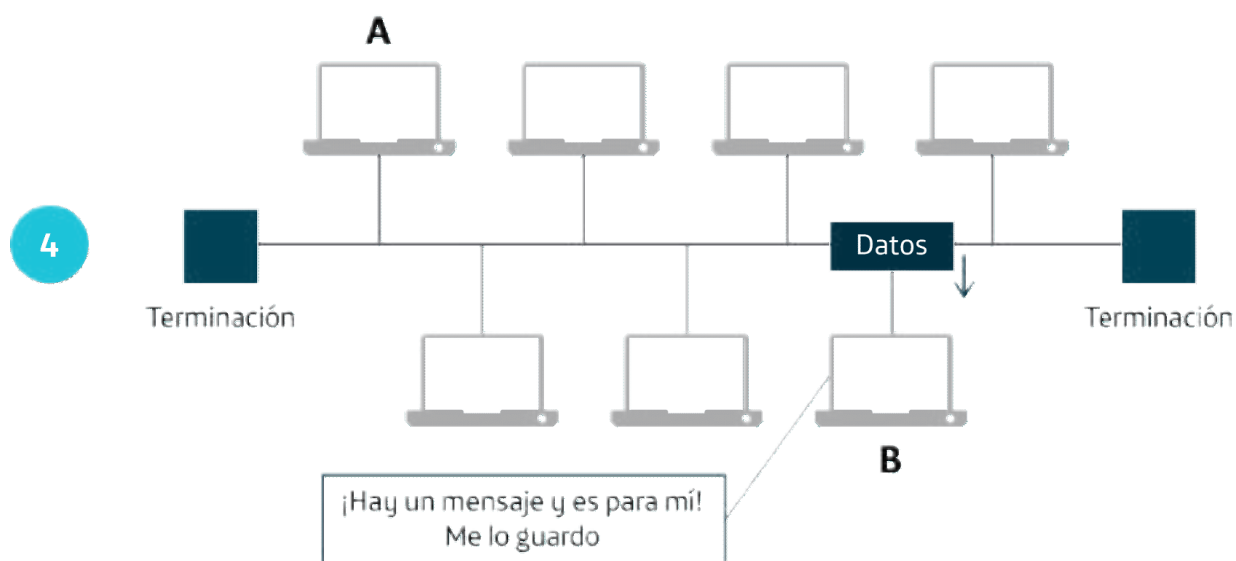 A
4
Datos
Terminación
Terminación
B
¡Hay un mensaje y es para mí!
Me lo guardo